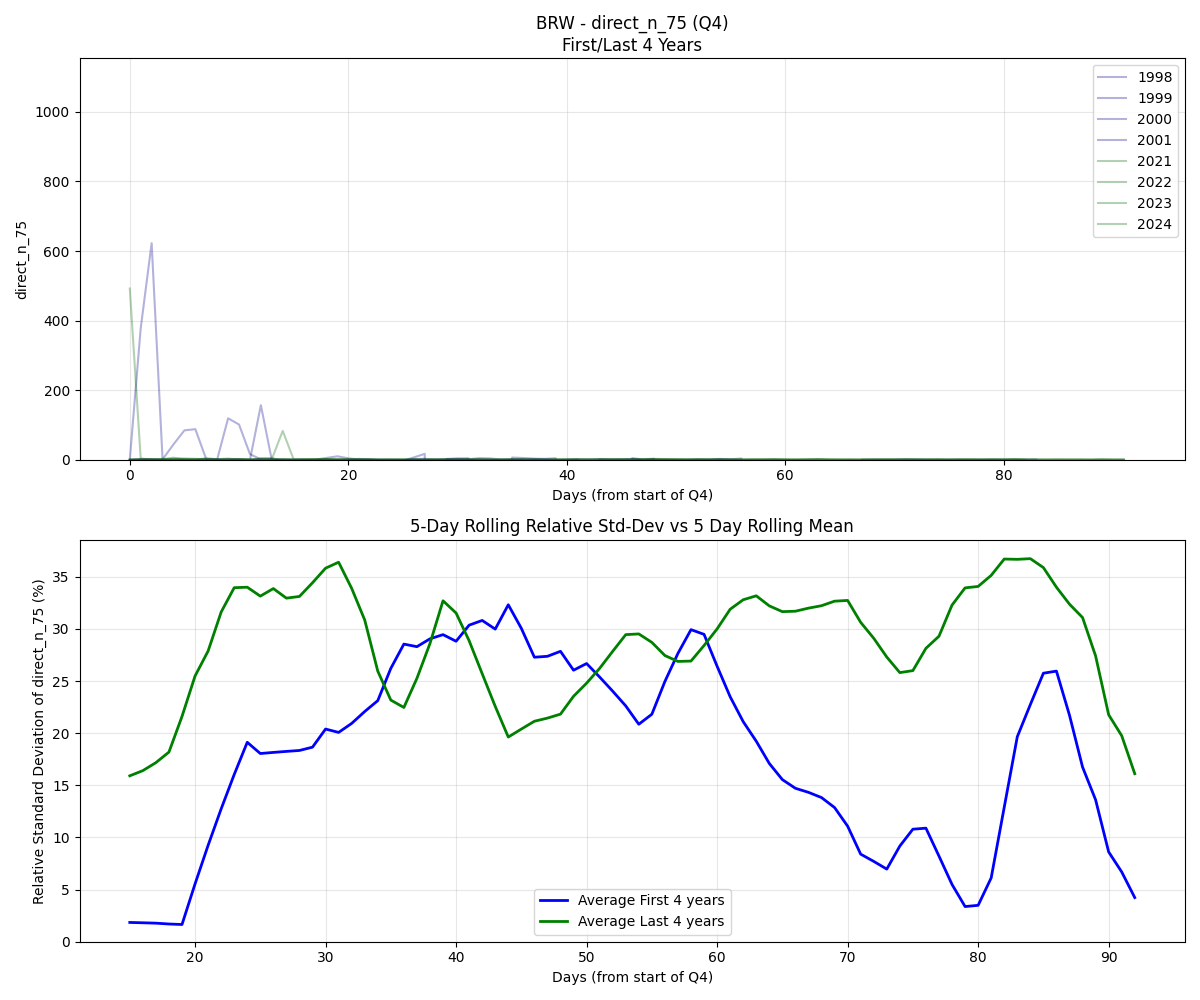 BRW - direct_n_75 (Q4)
First/Last 4 Years
1000
800
600
400
200
0
direct_n_75
0 20 40 60 80
Days (from start of Q4)
1998
1999
2000
2001
2021
2022
2023
2024
5-Day Rolling Relative Std-Dev vs 5 Day Rolling Mean
35
30
25
20
15
10
5
0
Relative Standard Deviation of direct_n_75 (%)
20 30 40 50 60 70 80 90
Days (from start of Q4)
Average First 4 years
Average Last 4 years